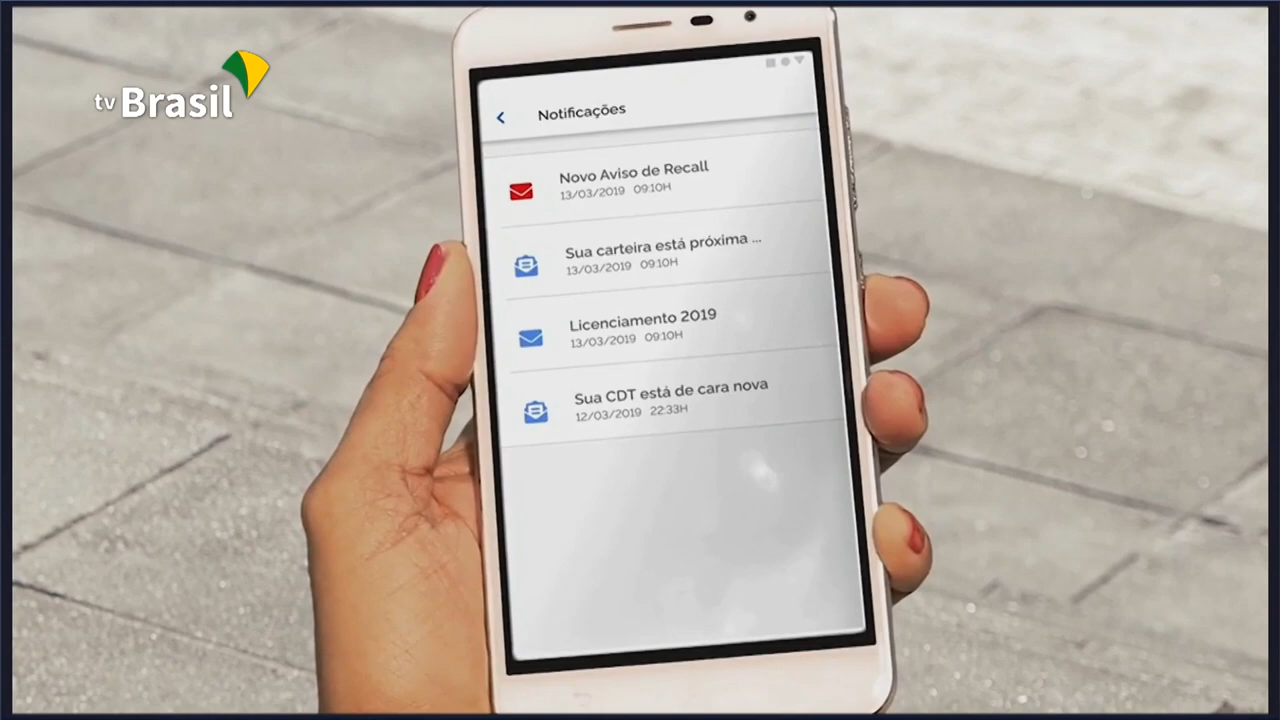 tv Brasil
Notificações
Novo Aviso de Recall
13/03/2019 09:10H
Sua carteira está próxima ...
13/03/2019 09:10H
Licenciamento 2019
13/03/2019 09:10H
Sua CDT está de cara nova
12/03/2019 22:33H